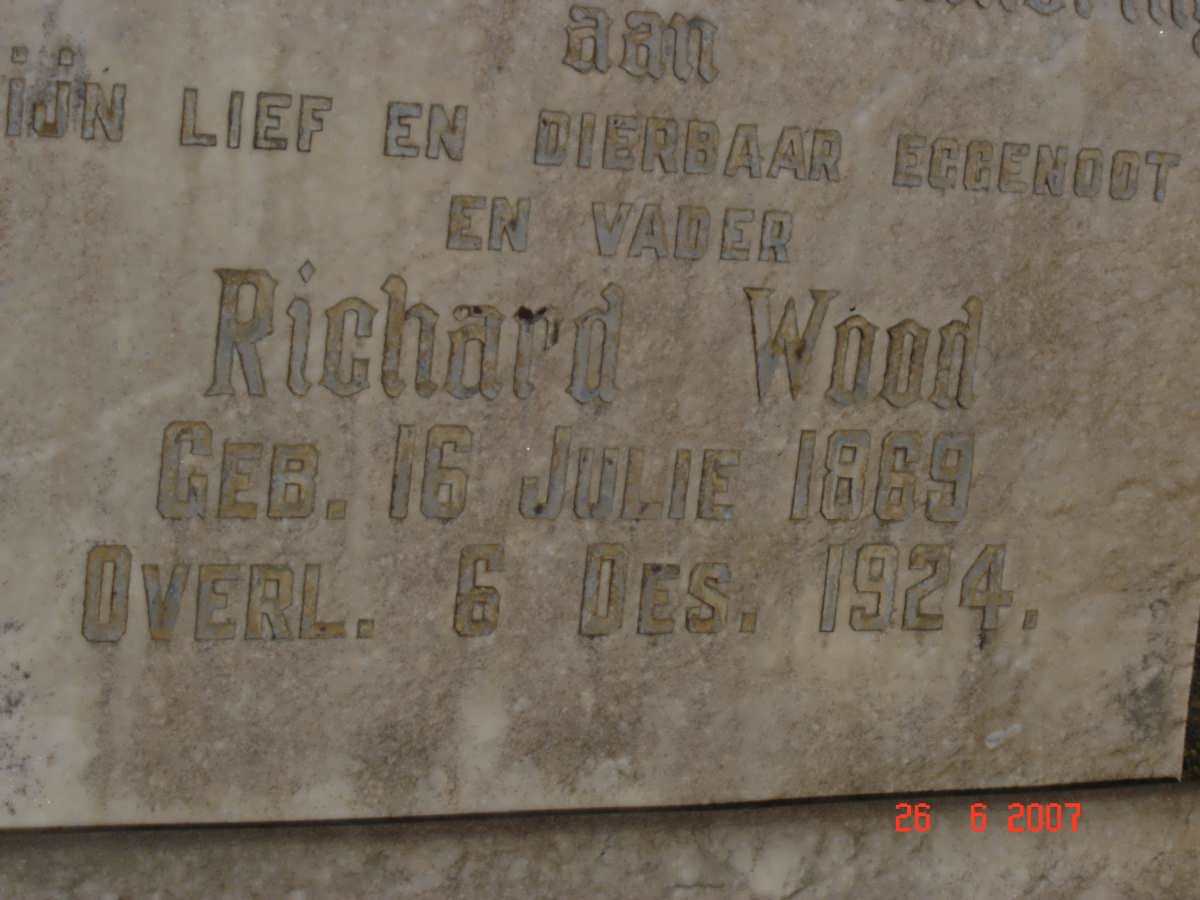 aan
IJN LIEF EN DIERBAAR EGGENOOT
EN VADER
Richard Wood
GEB. 16 JULIE 1869
OVERL. 6 DES. 1924.
26 6 2007